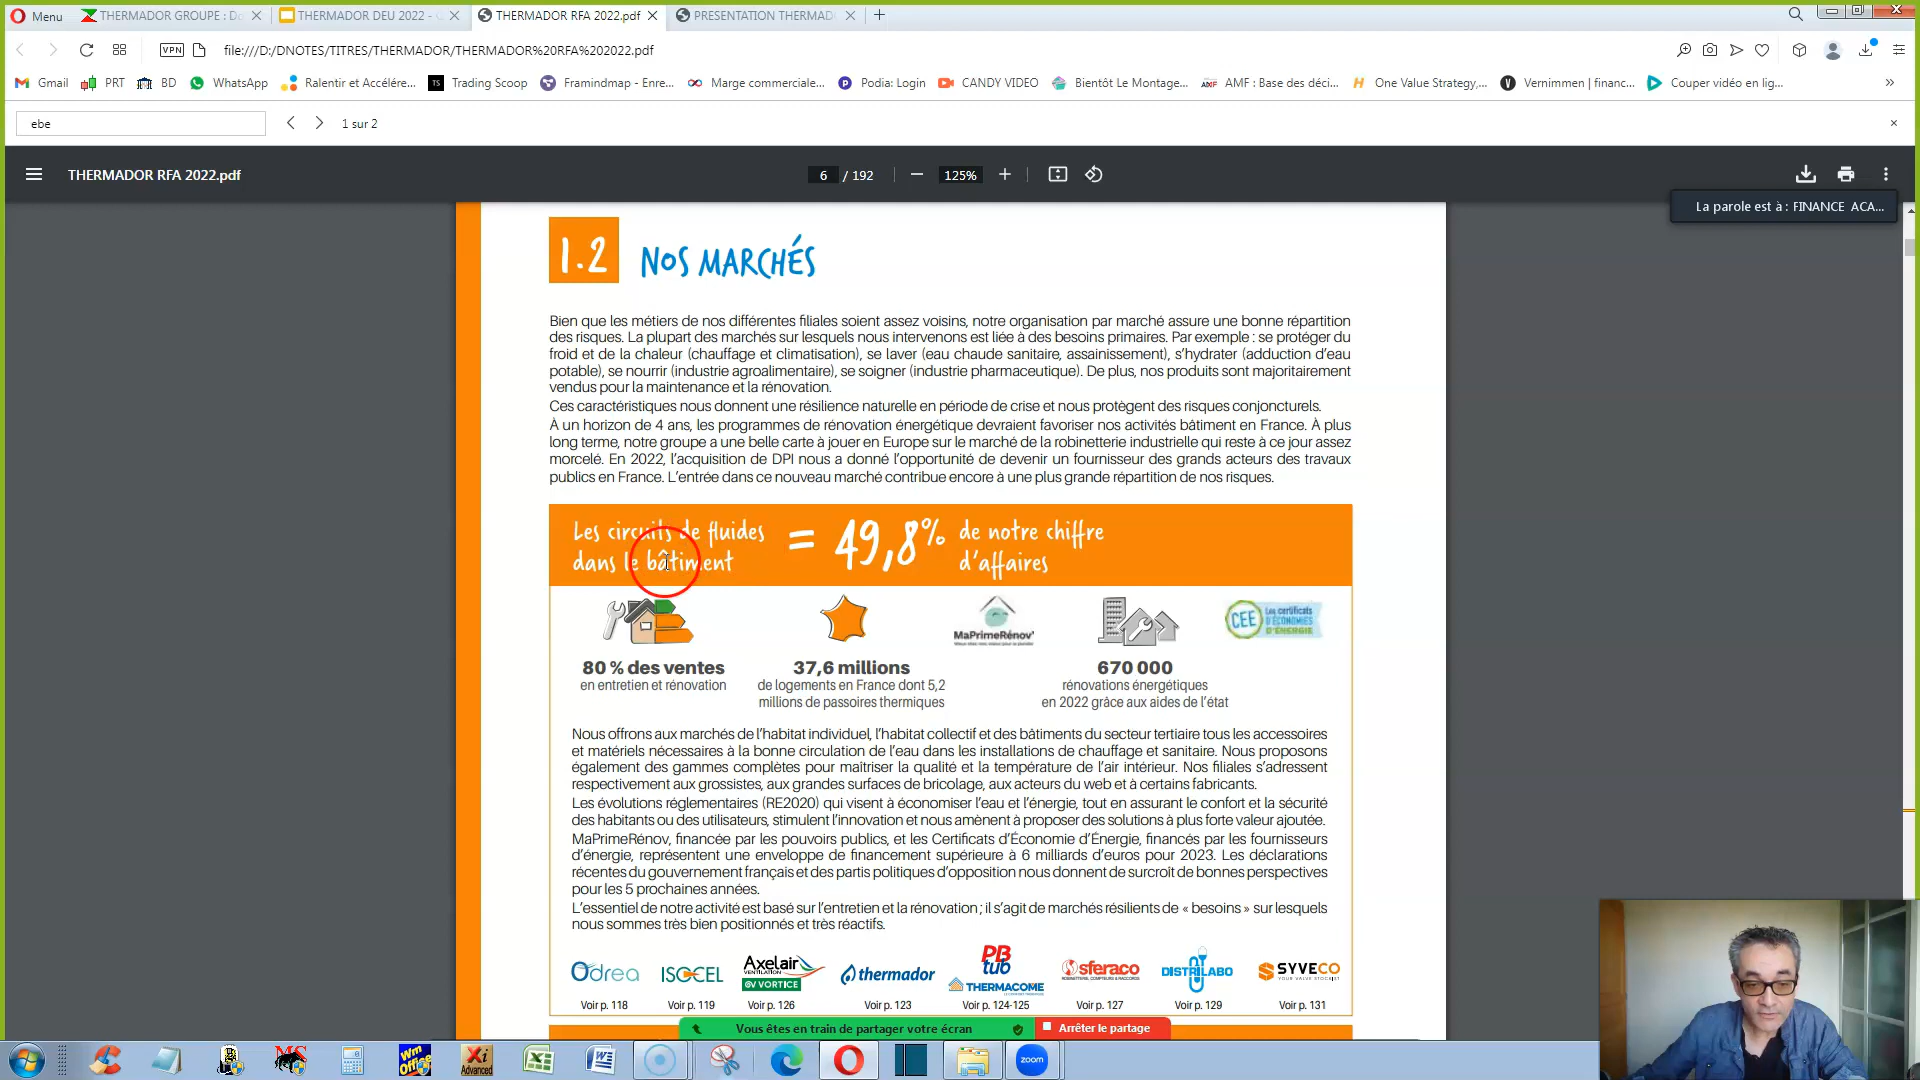 Menu
THERMADOR GROUPE : Do
THERMADOR DEU 2022 -
THERMADOR RFA 2022.pdf
PRESENTATION THERMAD
VPN
file:///D:/DNOTES/TITRES/THERMADOR/THERMADOR%20RFA%202022.pdf
Gmail
PRT
BD
WhatsApp
Ralentir et Accélére...
TS
Trading Scoop
Framindmap - Enre...
Marge commerciale...
Podia: Login
CANDY VIDEO
Bientôt Le Montage...
AMF : Base des déci...
One Value Strategy,...
Vernimmen | financ...
Couper vidéo en lig...
ebe
1 sur 2
THERMADOR RFA 2022.pdf
6 / 192
125%
La parole est à : FINANCE ACA...
1.2 NOS MARCHÉS
Bien que les métiers de nos différentes filiales soient assez voisins, notre organisation par marché assure une bonne répartition
des risques. La plupart des marchés sur lesquels nous intervenons est liée à des besoins primaires. Par exemple : se protéger du
froid et de la chaleur (chauffage et climatisation), se laver (eau chaude sanitaire, assainissement), s'hydrater (adduction d'eau
potable), se nourrir (industrie agroalimentaire), se soigner (industrie pharmaceutique). De plus, nos produits sont majoritairement
vendus pour la maintenance et la rénovation.
Ces caractéristiques nous donnent une résilience naturelle en période de crise et nous protègent des risques conjoncturels.
À un horizon de 4 ans, les programmes de rénovation énergétique devraient favoriser nos activités bâtiment en France. À plus
long terme, notre groupe a une belle carte à jouer en Europe sur le marché de la robinetterie industrielle qui reste à ce jour assez
morcelé. En 2022, l'acquisition de DPI nous a donné l'opportunité de devenir un fournisseur des grands acteurs des travaux
publics en France. L'entrée dans ce nouveau marché contribue encore à une plus grande répartition de nos risques.
Les circuits de fluides
dans le bâtiment
= 49,8%
de notre chiffre
d'affaires
MaPrimeRénov'
CEE Les certificats
D'ÉCONOMIES
D'ÉNERGIE
80 % des ventes
en entretien et rénovation
37,6 millions
de logements en France dont 5,2
millions de passoires thermiques
670 000
rénovations énergétiques
en 2022 grâce aux aides de l'état
Nous offrons aux marchés de l'habitat individuel, l'habitat collectif et des bâtiments du secteur tertiaire tous les accessoires
et matériels nécessaires à la bonne circulation de l'eau dans les installations de chauffage et sanitaire. Nous proposons
également des gammes complètes pour maîtriser la qualité et la température de l'air intérieur. Nos filiales s'adressent
respectivement aux grossistes, aux grandes surfaces de bricolage, aux acteurs du web et à certains fabricants.
Les évolutions réglementaires (RE2020) qui visent à économiser l'eau et l'énergie, tout en assurant le confort et la sécurité
des habitants ou des utilisateurs, stimulent l'innovation et nous amènent à proposer des solutions à plus forte valeur ajoutée.
MaPrimeRénov, financée par les pouvoirs publics, et les Certificats d'Économie d'Énergie, financés par les fournisseurs
d'énergie, représentent une enveloppe de financement supérieure à 6 milliards d'euros pour 2023. Les déclarations
récentes du gouvernement français et des partis politiques d'opposition nous donnent de surcroît de bonnes perspectives
pour les 5 prochaines années.
L'essentiel de notre activité est basé sur l'entretien et la rénovation ; il s'agit de marchés résilients de « besoins » sur lesquels
nous sommes très bien positionnés et très réactifs.
Odrea
ISOCEL
Axelair
VENTILATION
VORTICE
thermador
PB
tub
THERMACOME
sferaco
ROBINETTERIE, COMPTEURS & RACCORDS
DISTRILABO
SYVECO
YOUR VALVE STOCKIST
Voir p. 118
Voir p. 119
Voir p. 126
Voir p. 123
Voir p. 124-125
Voir p. 127
Voir p. 129
Voir p. 131
Vous êtes en train de partager votre écran
Arrêter le partage
Wm
Office
Xi
Advanced
zoom